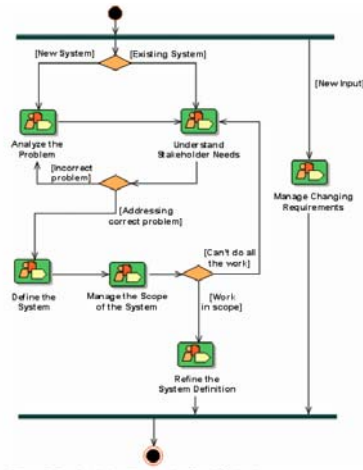 [New System]
[Existing System]
[New Input]
Analyze the
Problem
Understand
Stakeholder Needs
[Incorrect
problem]
Manage Changing
Requirements
[Addressing
correct problem]
[Can't do all
the work]
Define the
System
Manage the Scope
of the System
[Work
in scope]
Refine the
System Definition